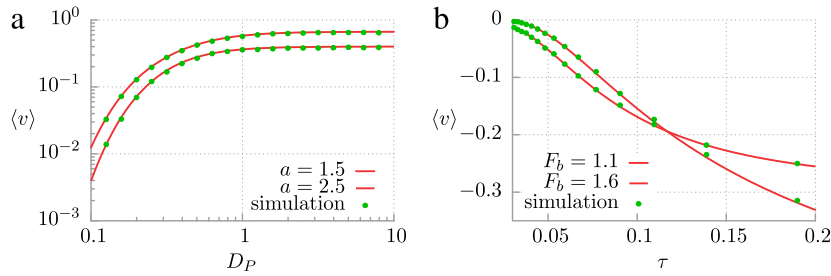 a
10⁰
10⁻¹
⟨v⟩
10⁻²
10⁻³
a = 1.5
a = 2.5
simulation
0.1 1 10
D_P
b
0
−0.1
⟨v⟩
−0.2
−0.3
F_b = 1.1
F_b = 1.6
simulation
0.05 0.1 0.15 0.2
τ